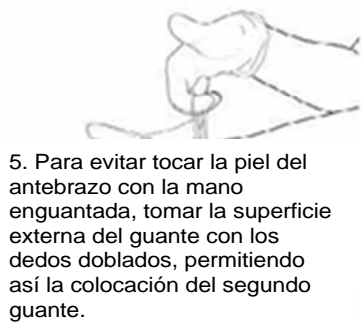 5. Para evitar tocar la piel del
antebrazo con la mano
enguantada, tomar la superficie
externa del guante con los
dedos doblados, permitiendo
así la colocación del segundo
guante.